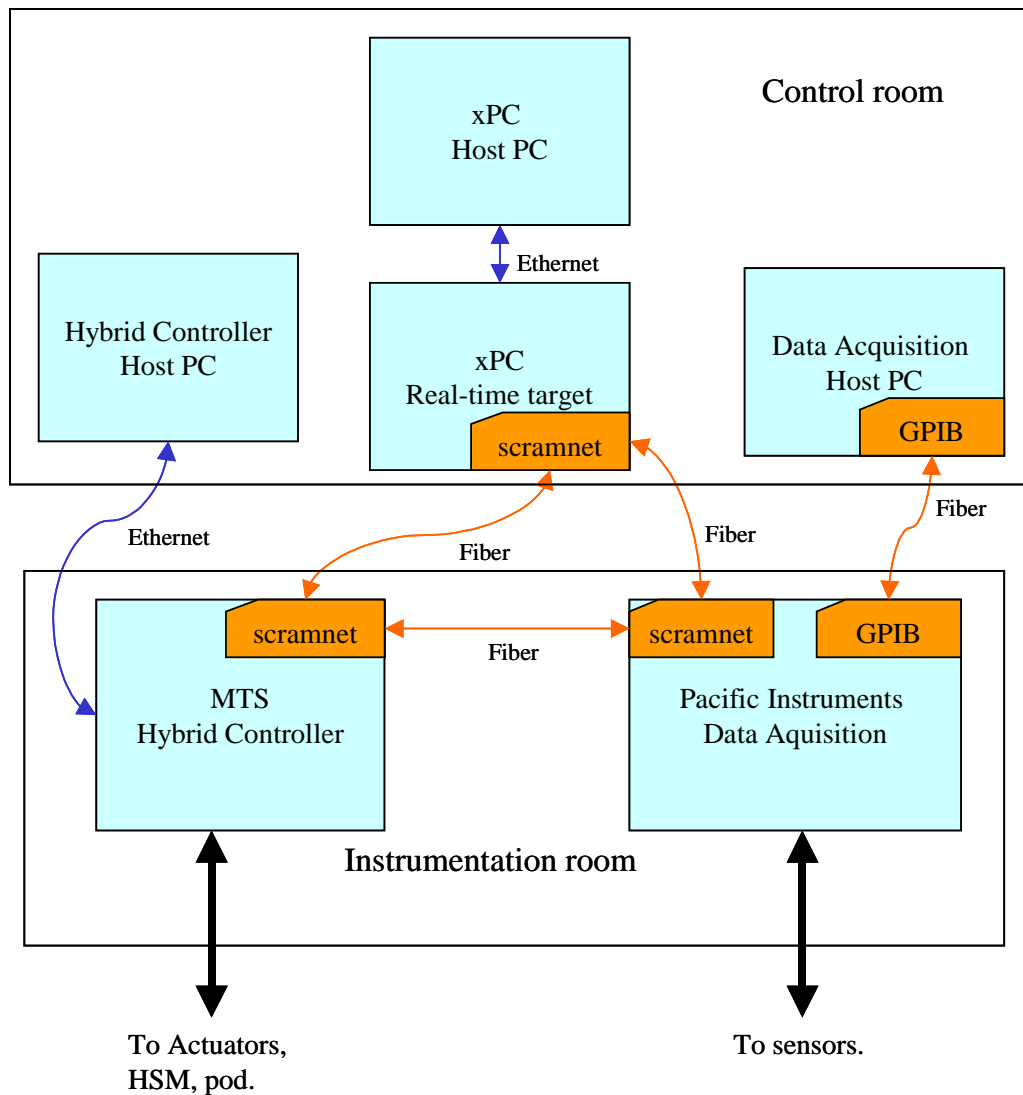 Control room
xPC
Host PC
Ethernet
Hybrid Controller
Host PC
xPC
Real-time target
scramnet
Data Acquisition
Host PC
GPIB
Ethernet
Fiber
Fiber
Fiber
scramnet
Fiber
scramnet
GPIB
MTS
Hybrid Controller
Pacific Instruments
Data Aquisition
Instrumentation room
To Actuators,
HSM, pod.
To sensors.